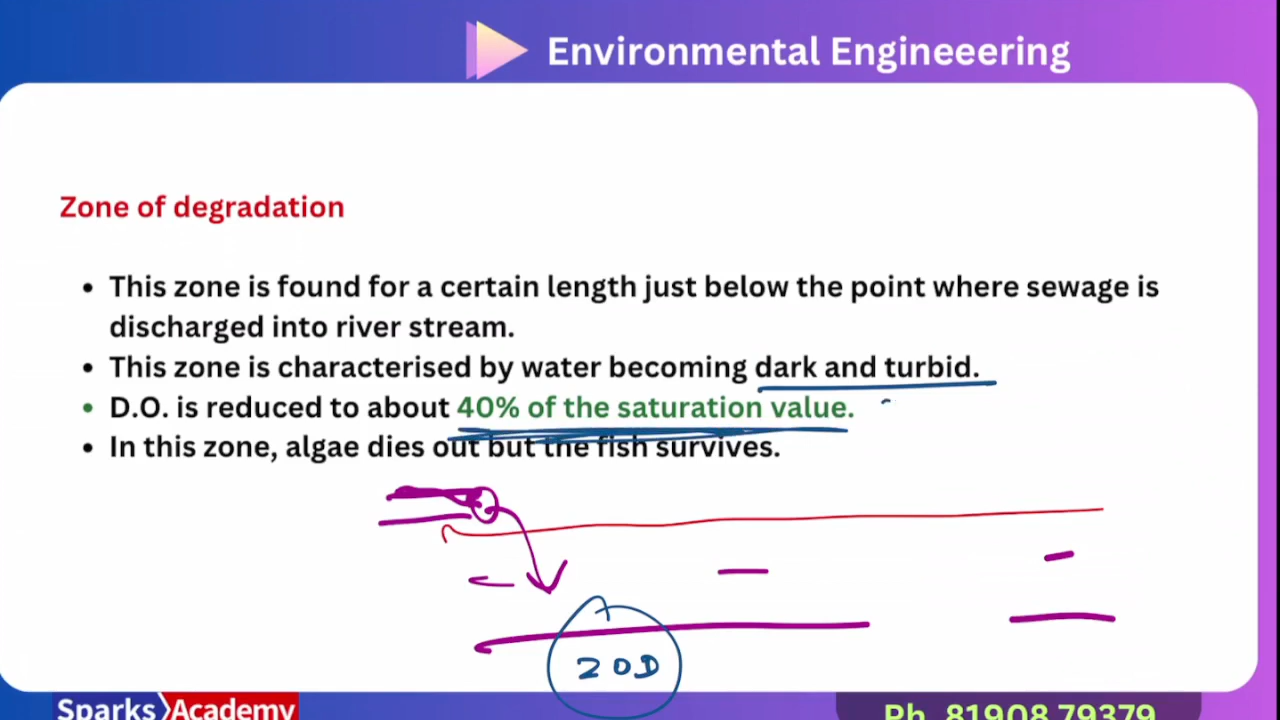 Environmental Engineeering
Zone of degradation
• This zone is found for a certain length just below the point where sewage is
discharged into river stream.
• This zone is characterised by water becoming dark and turbid.
• D.O. is reduced to about 40% of the saturation value.
• In this zone, algae dies out but the fish survives.
ZOD
Sparks Academy
Ph. 81908 79379